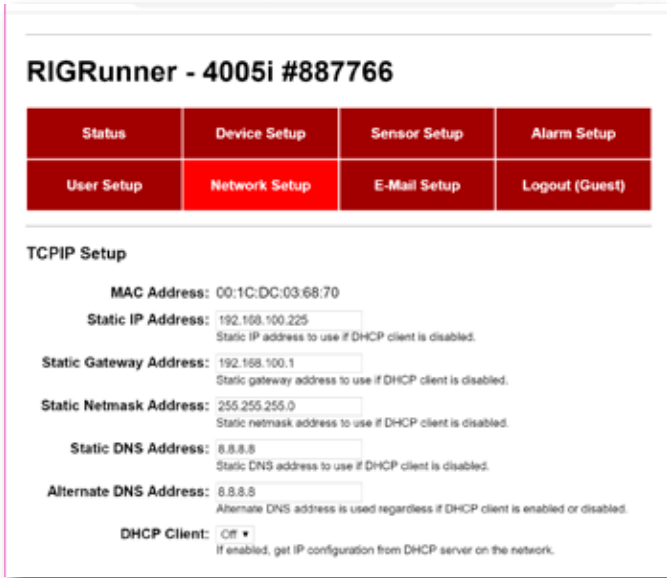 RIGRunner - 4005i #887766
Status Device Setup Sensor Setup Alarm Setup
User Setup Network Setup E-Mail Setup Logout (Guest)
TCPIP Setup
MAC Address: 00:1C:DC:03:68:70
Static IP Address: 192.168.100.225
Static IP address to use if DHCP client is disabled.
Static Gateway Address: 192.168.100.1
Static gateway address to use if DHCP client is disabled.
Static Netmask Address: 255.255.255.0
Static netmask address to use if DHCP client is disabled.
Static DNS Address: 8.8.8.8
Static DNS address to use if DHCP client is disabled.
Alternate DNS Address: 8.8.8.8
Alternate DNS address is used regardless if DHCP client is enabled or disabled.
DHCP Client: Off
If enabled, get IP configuration from DHCP server on the network.